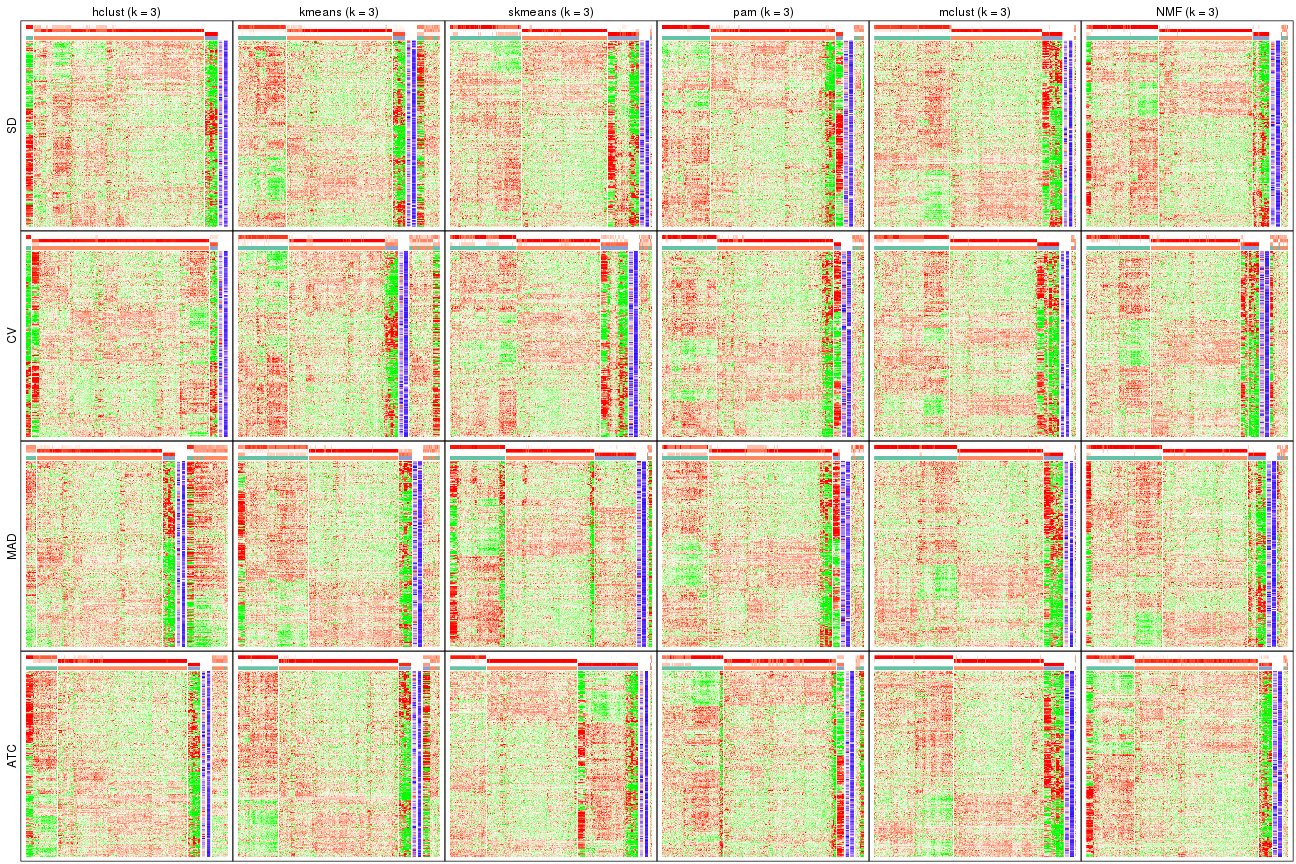 hclust (k = 3) kmeans (k = 3) skmeans (k = 3) pam (k = 3) mclust (k = 3) NMF (k = 3)
SD
CV
MAD
ATC